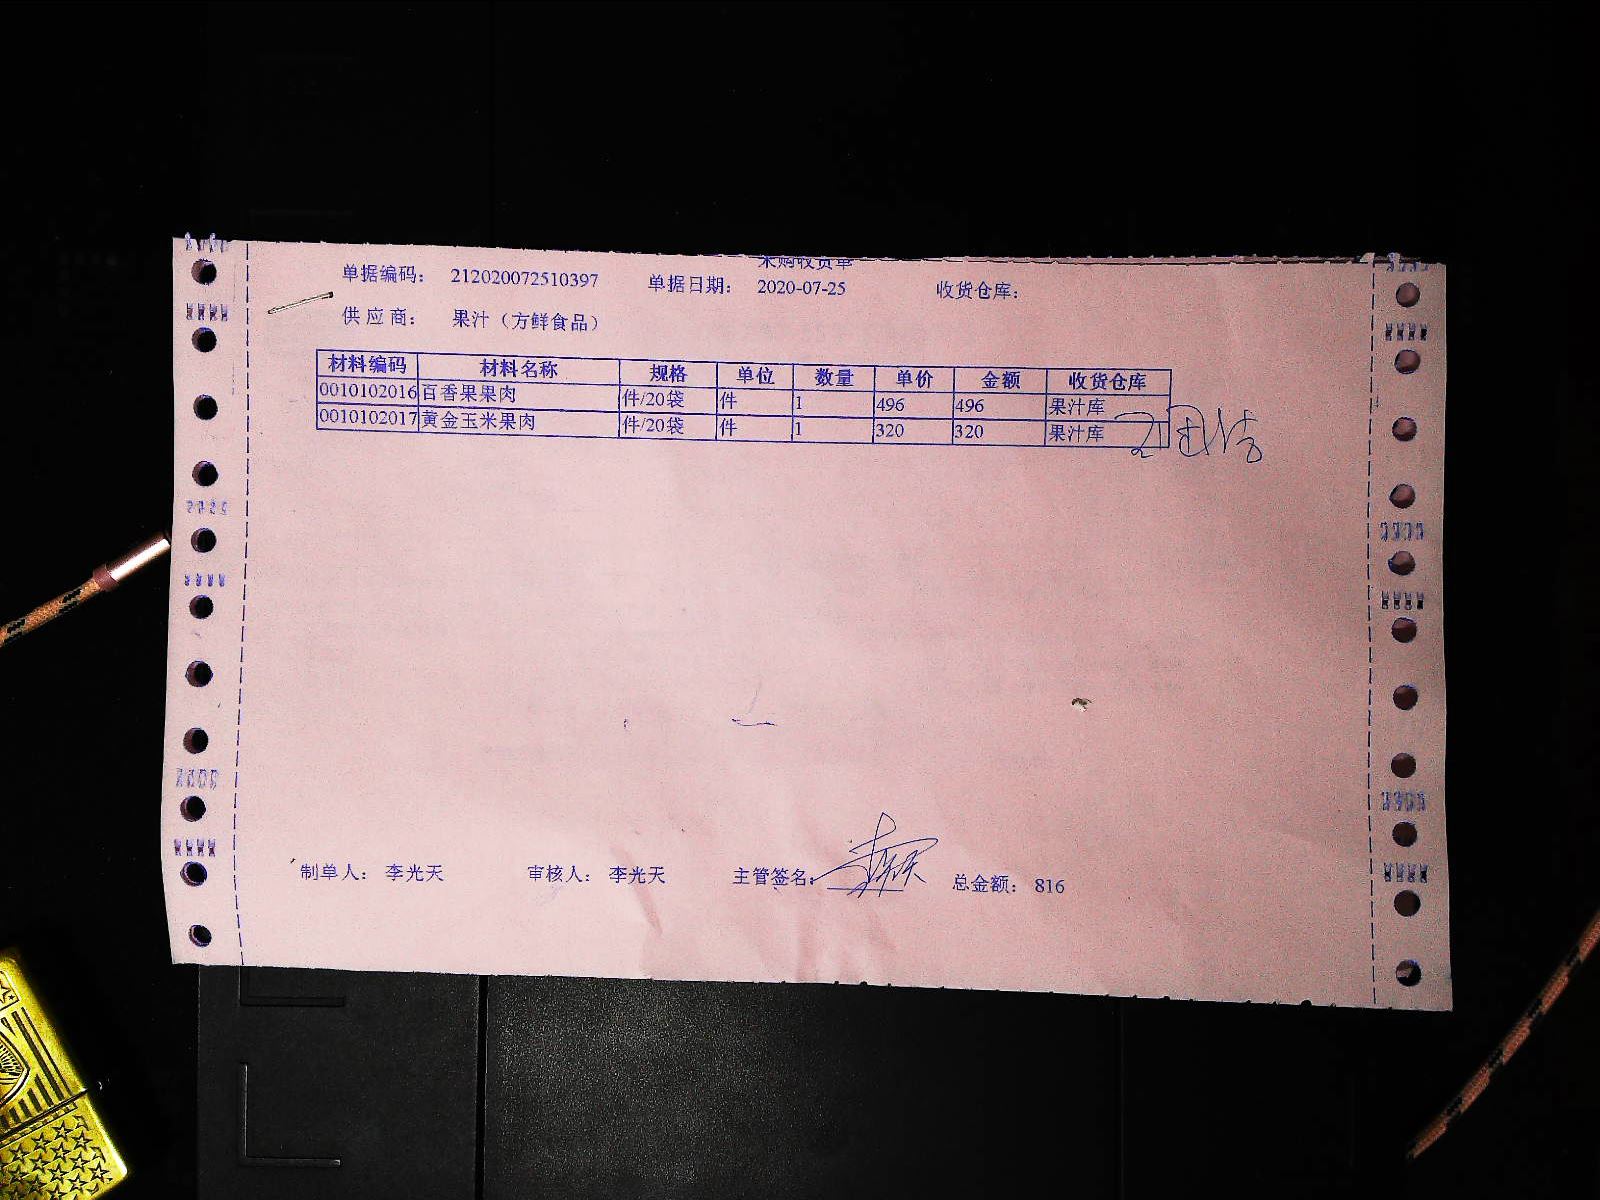 采购收货单
单据编码: 212020072510397 单据日期: 2020-07-25 收货仓库:
供应商: 果汁（方鲜食品）
材料编码 材料名称 规格 单位 数量 单价 金额 收货仓库
0010102016 百香果果肉 件/20袋 件 1 496 496 果汁库
0010102017 黄金玉米果肉 件/20袋 件 1 320 320 果汁库
制单人: 李光天 审核人: 李光天 主管签名: 总金额: 816